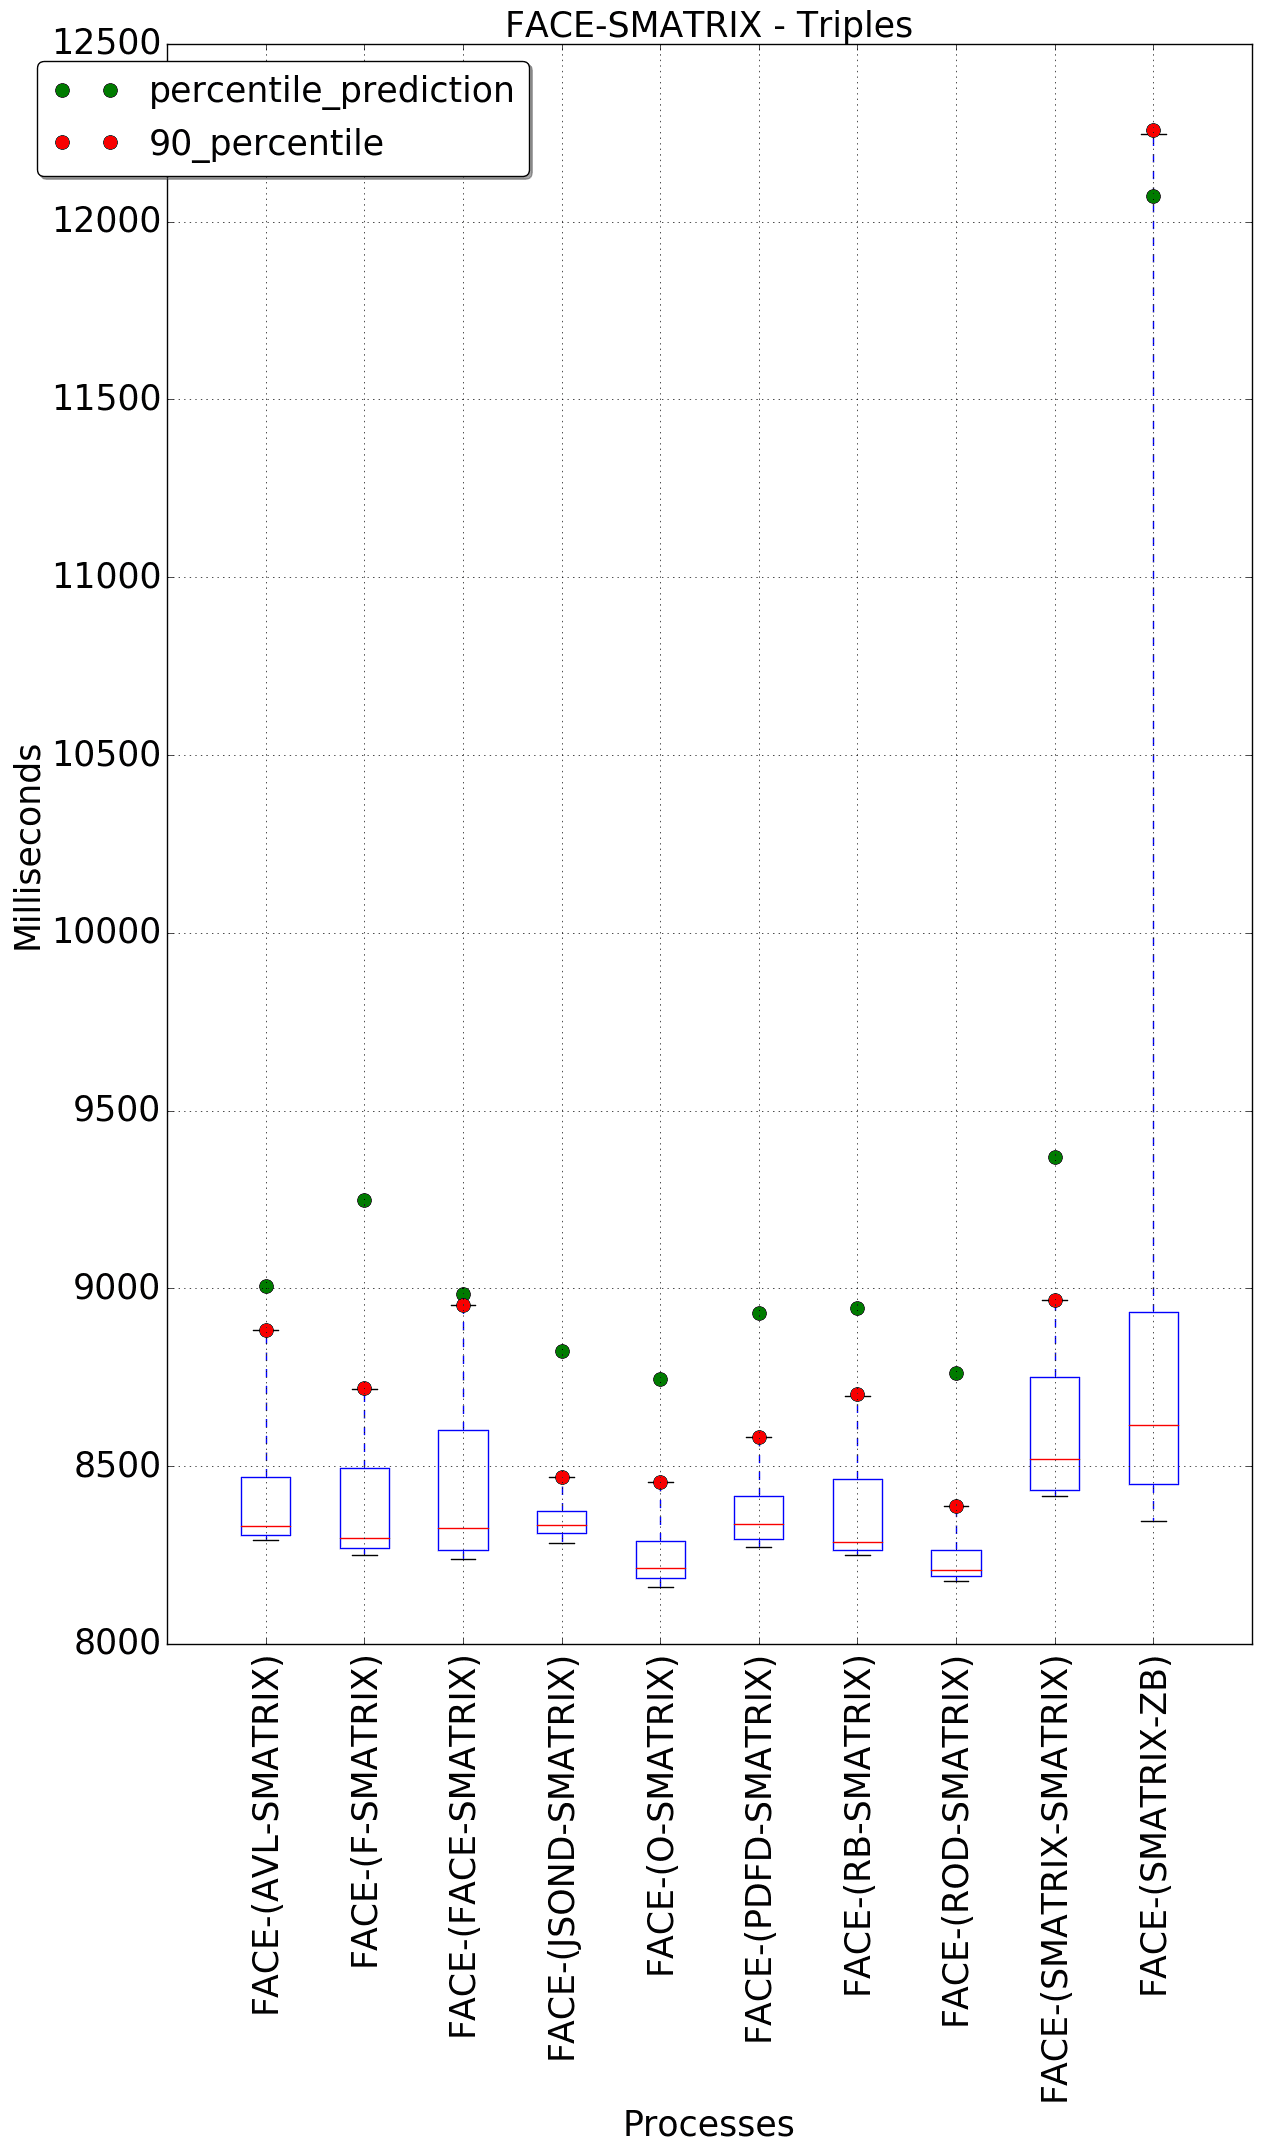 FACE-SMATRIX - Triples
percentile_prediction
90_percentile
12500
12000
11500
11000
10500
10000
9500
9000
8500
8000
Milliseconds
FACE-(AVL-SMATRIX)
FACE-(F-SMATRIX)
FACE-(FACE-SMATRIX)
FACE-(JSOND-SMATRIX)
FACE-(O-SMATRIX)
FACE-(PDFD-SMATRIX)
FACE-(RB-SMATRIX)
FACE-(ROD-SMATRIX)
FACE-(SMATRIX-SMATRIX)
FACE-(SMATRIX-ZB)
Processes